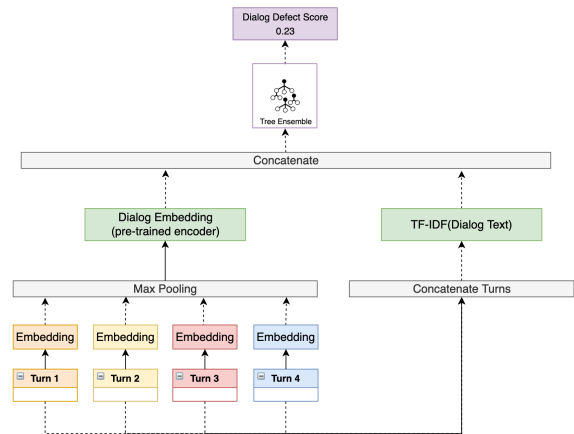 Dialog Defect Score
0.23
Tree Ensemble
Concatenate
Dialog Embedding
(pre-trained encoder)
TF-IDF(Dialog Text)
Max Pooling
Concatenate Turns
Embedding
Embedding
Embedding
Embedding
Turn 1
Turn 2
Turn 3
Turn 4